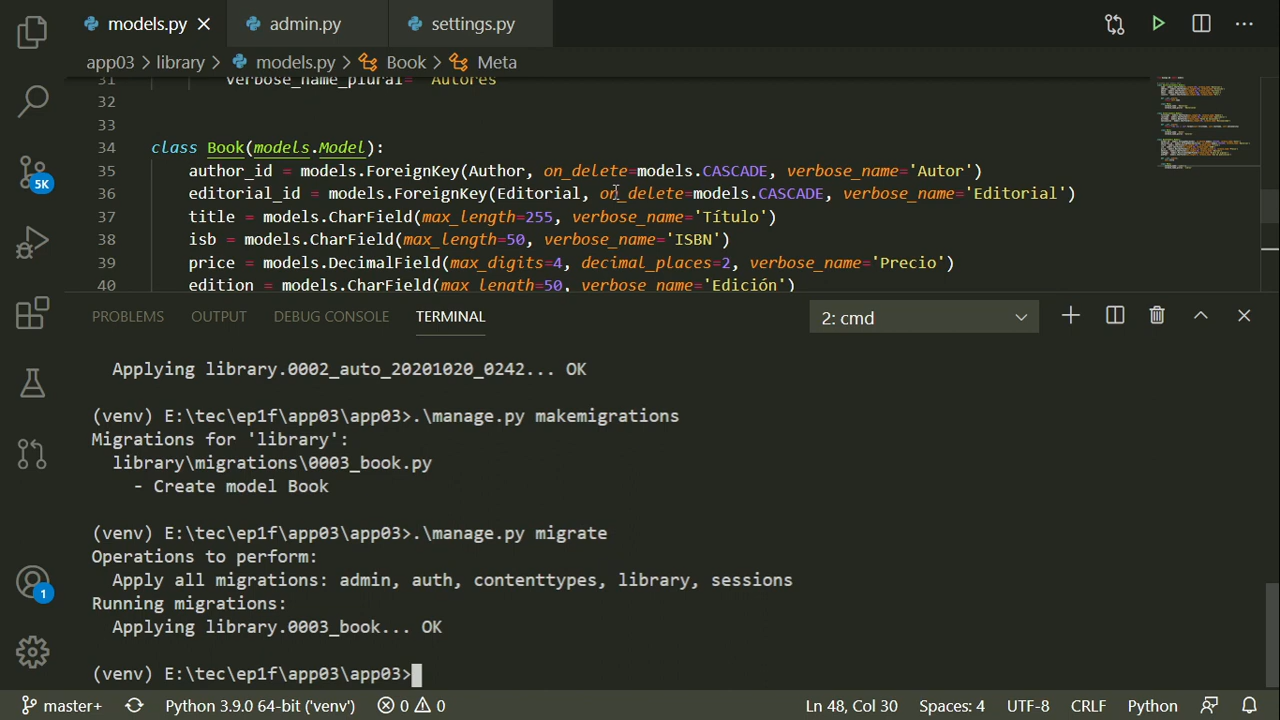 models.py admin.py settings.py
app03 > library > models.py > Book > Meta
31 verbose_name_plural= 'Autores'
32
33
34 class Book(models.Model):
35 author_id = models.ForeignKey(Author, on_delete=models.CASCADE, verbose_name='Autor')
36 editorial_id = models.ForeignKey(Editorial, on_delete=models.CASCADE, verbose_name='Editorial')
37 title = models.CharField(max_length=255, verbose_name='Título')
38 isb = models.CharField(max_length=50, verbose_name='ISBN')
39 price = models.DecimalField(max_digits=4, decimal_places=2, verbose_name='Precio')
40 edition = models.CharField(max_length=50, verbose_name='Edición')
5K
PROBLEMS OUTPUT DEBUG CONSOLE TERMINAL 2: cmd
Applying library.0002_auto_20201020_0242... OK
(venv) E:\tec\ep1f\app03\app03>.\manage.py makemigrations
Migrations for 'library':
library\migrations\0003_book.py
- Create model Book
(venv) E:\tec\ep1f\app03\app03>.\manage.py migrate
Operations to perform:
Apply all migrations: admin, auth, contenttypes, library, sessions
Running migrations:
Applying library.0003_book... OK
(venv) E:\tec\ep1f\app03\app03>
1
master+ Python 3.9.0 64-bit ('venv') 0 0 Ln 48, Col 30 Spaces: 4 UTF-8 CRLF Python